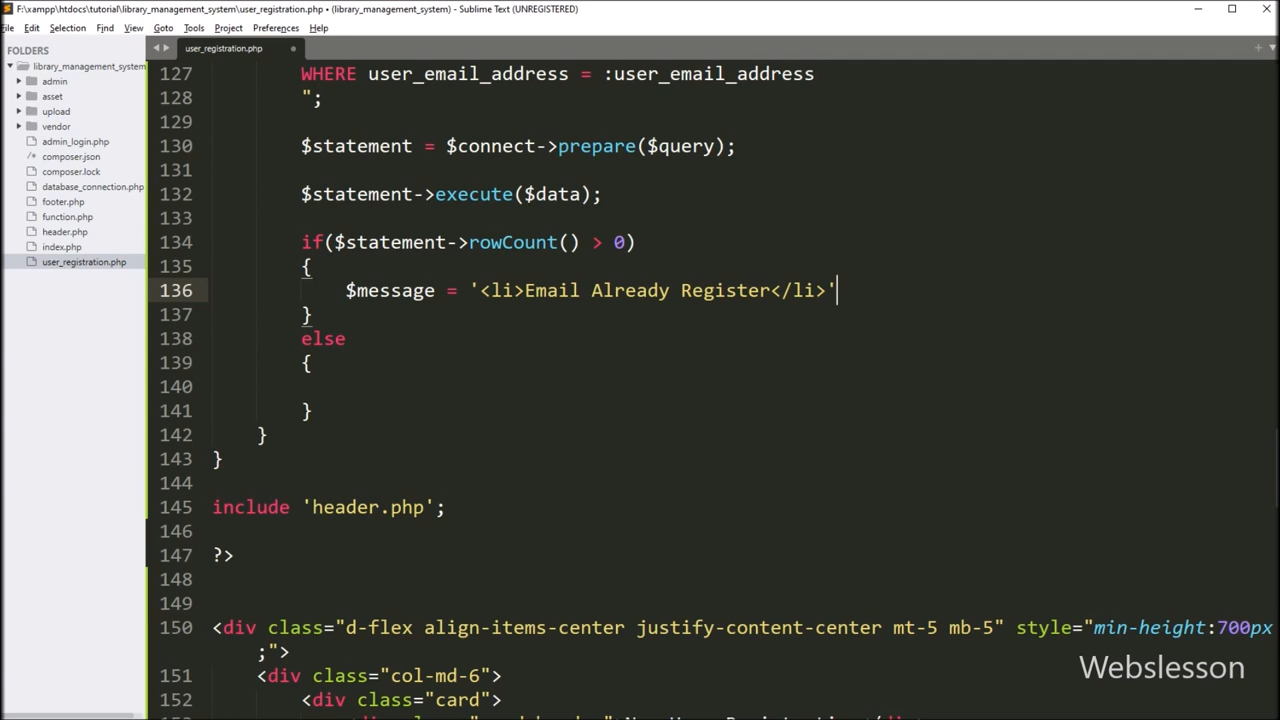 F:\xampp\htdocs\tutorial\library_management_system\user_registration.php • (library_management_system) - Sublime Text (UNREGISTERED)
File Edit Selection Find View Goto Tools Project Preferences Help
FOLDERS
library_management_system
admin
asset
upload
vendor
admin_login.php
composer.json
composer.lock
database_connection.php
footer.php
function.php
header.php
index.php
user_registration.php
user_registration.php
127 WHERE user_email_address = :user_email_address
128 ";
129
130 $statement = $connect->prepare($query);
131
132 $statement->execute($data);
133
134 if($statement->rowCount() > 0)
135 {
136 $message = '<li>Email Already Register</li>'
137 }
138 else
139 {
140
141 }
142 }
143 }
144
145 include 'header.php';
146
147 ?>
148
149
150 <div class="d-flex align-items-center justify-content-center mt-5 mb-5" style="min-height:700px
;">
151 <div class="col-md-6">
152 <div class="card">
Webslesson